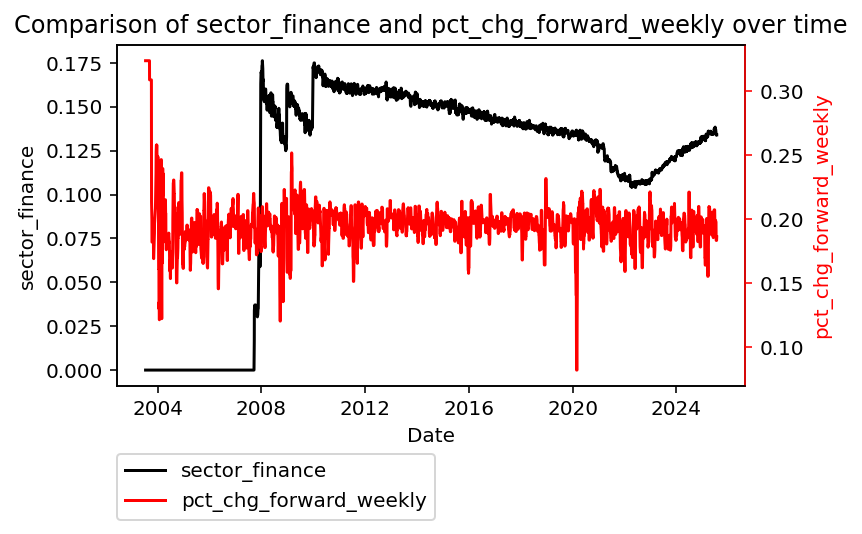 Comparison of sector_finance and pct_chg_forward_weekly over time
sector_finance
0.175
0.150
0.125
0.100
0.075
0.050
0.025
0.000
0.30
0.25
0.20
0.15
0.10
pct_chg_forward_weekly
2004 2008 2012 2016 2020 2024
Date
sector_finance
pct_chg_forward_weekly